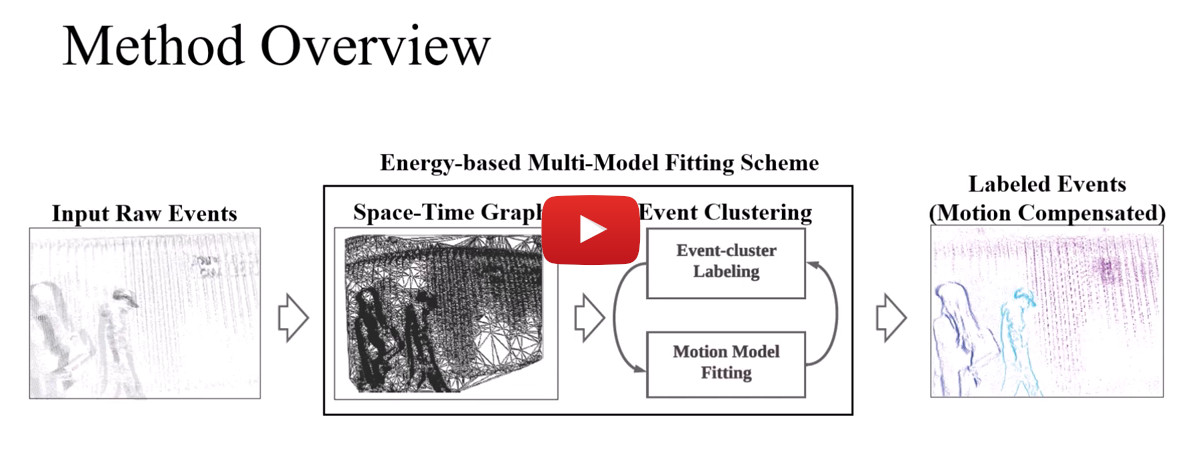 Method Overview
Energy-based Multi-Model Fitting Scheme
Labeled Events
(Motion Compensated)
Input Raw Events
Space-Time Graph
Event Clustering
Event-cluster
Labeling
Motion Model
Fitting